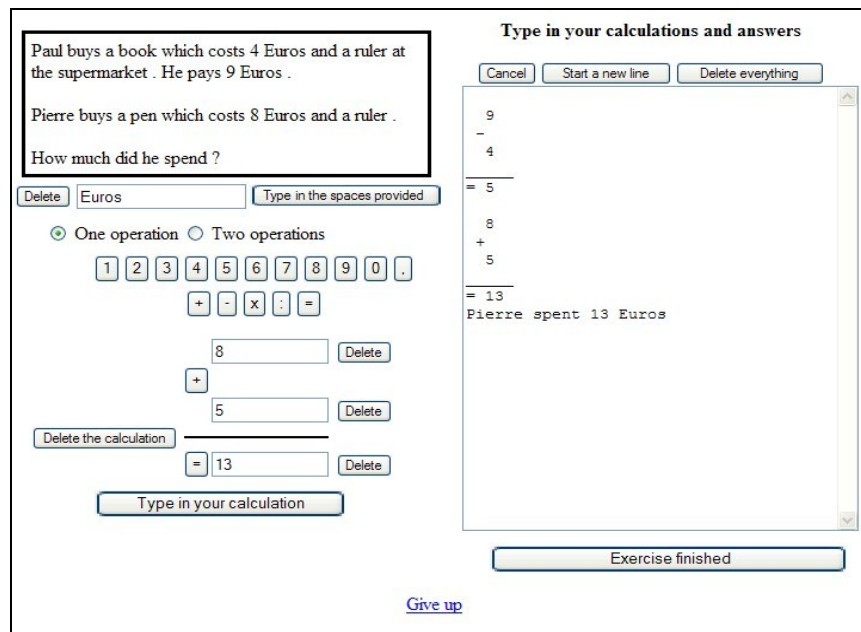 Paul buys a book which costs 4 Euros and a ruler at
the supermarket . He pays 9 Euros .
Pierre buys a pen which costs 8 Euros and a ruler .
How much did he spend ?
Delete Euros Type in the spaces provided
One operation Two operations
1 2 3 4 5 6 7 8 9 0 .
+ - x : =
8 Delete
+
5 Delete
Delete the calculation
= 13 Delete
Type in your calculation
Type in your calculations and answers
Cancel Start a new line Delete everything
9
-
4
= 5
8
+
5
= 13
Pierre spent 13 Euros
Exercise finished
Give up